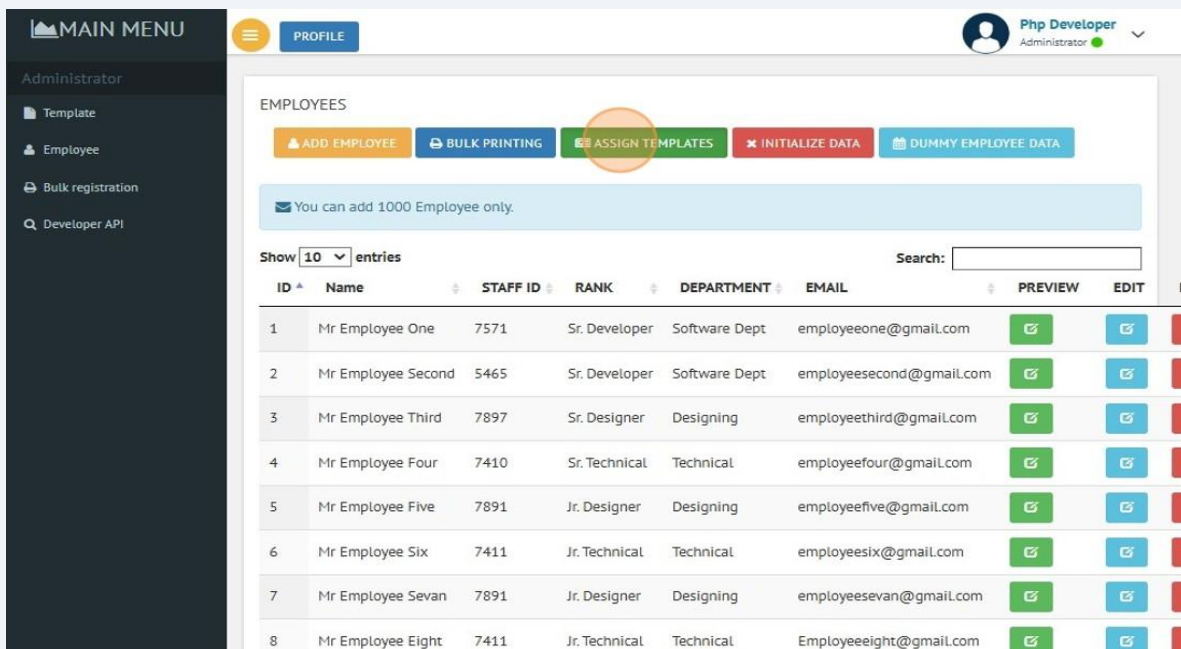 MAIN MENU
PROFILE
Php Developer
Administrator
Administrator
Template
Employee
Bulk registration
Developer API
EMPLOYEES
ADD EMPLOYEE BULK PRINTING ASSIGN TEMPLATES INITIALIZE DATA DUMMY EMPLOYEE DATA
You can add 1000 Employee only.
Show 10 entries Search:
ID Name STAFF ID RANK DEPARTMENT EMAIL PREVIEW EDIT
1 Mr Employee One 7571 Sr. Developer Software Dept employeeone@gmail.com
2 Mr Employee Second 5465 Sr. Developer Software Dept employeesecond@gmail.com
3 Mr Employee Third 7897 Sr. Designer Designing employeethird@gmail.com
4 Mr Employee Four 7410 Sr. Technical Technical employeefour@gmail.com
5 Mr Employee Five 7891 Jr. Designer Designing employeefive@gmail.com
6 Mr Employee Six 7411 Jr. Technical Technical employeesix@gmail.com
7 Mr Employee Sevan 7891 Jr. Designer Designing employeesevan@gmail.com
8 Mr Employee Eight 7411 Jr. Technical Technical Employeeeight@gmail.com